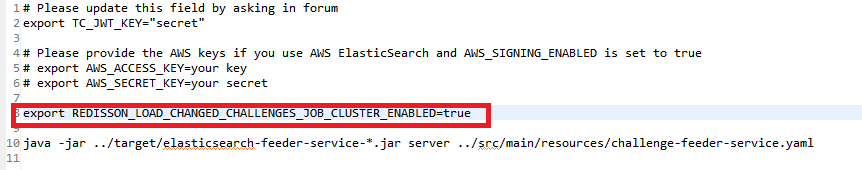 1 # Please update this field by asking in forum
2 export TC_JWT_KEY="secret"
3
4 # Please provide the AWS keys if you use AWS ElasticSearch and AWS_SIGNING_ENABLED is set to true
5 # export AWS_ACCESS_KEY=your key
6 # export AWS_SECRET_KEY=your secret
7
8 export REDISSON_LOAD_CHANGED_CHALLENGES_JOB_CLUSTER_ENABLED=true
9
10 java -jar ../target/elasticsearch-feeder-service-*.jar server ../src/main/resources/challenge-feeder-service.yaml
11